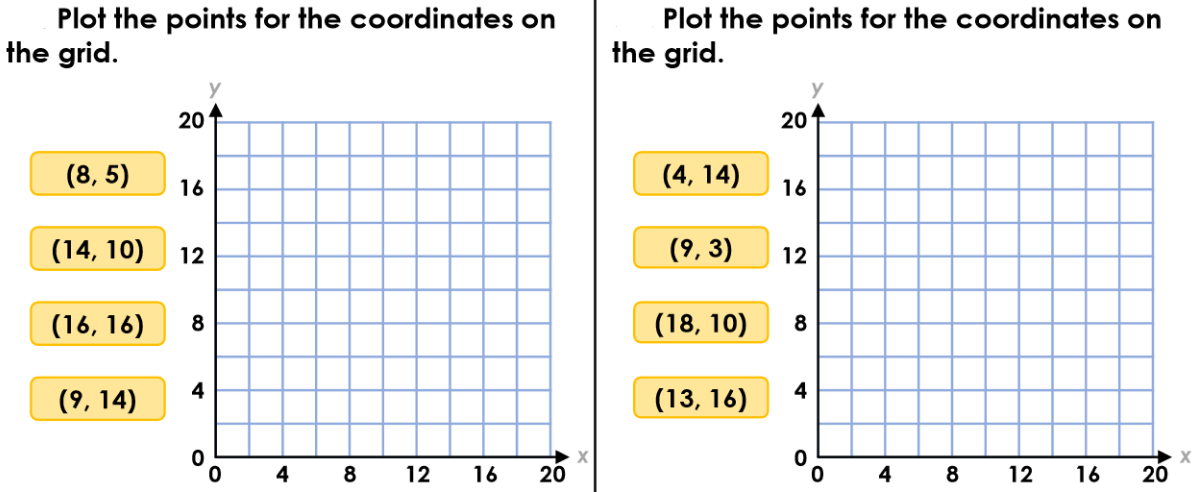 Plot the points for the coordinates on
the grid.
y
20
(8, 5)
16
(14, 10)
12
(16, 16)
8
(9, 14)
4
0
x
0 4 8 12 16 20
Plot the points for the coordinates on
the grid.
y
20
(4, 14)
16
(9, 3)
12
(18, 10)
8
(13, 16)
4
0
x
0 4 8 12 16 20